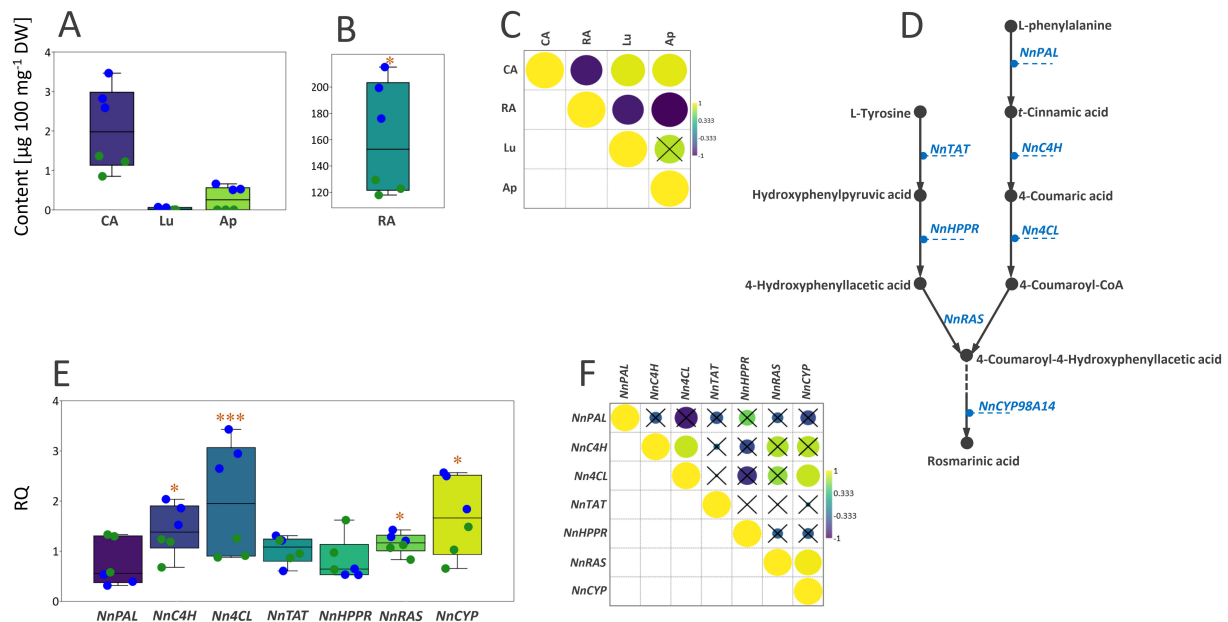 A
Content [µg 100 mg⁻¹ DW]
4
3
2
1
0
CA
Lu
Ap
B
*
200
180
160
140
120
RA
C
CA
RA
Lu
Ap
CA
RA
Lu
Ap
1
0.333
-0.333
-1
D
L-phenylalanine
NnPAL
L-Tyrosine
t-Cinnamic acid
NnTAT
NnC4H
Hydroxyphenylpyruvic acid
4-Coumaric acid
NnHPPR
Nn4CL
4-Hydroxyphenyllacetic acid
4-Coumaroyl-CoA
NnRAS
4-Coumaroyl-4-Hydroxyphenyllacetic acid
NnCYP98A14
Rosmarinic acid
E
RQ
4
3
2
1
0
*
***
*
*
NnPAL
NnC4H
Nn4CL
NnTAT
NnHPPR
NnRAS
NnCYP
F
NnPAL
NnC4H
Nn4CL
NnTAT
NnHPPR
NnRAS
NnCYP
NnPAL
NnC4H
Nn4CL
NnTAT
NnHPPR
NnRAS
NnCYP
1
0.333
-0.333
-1